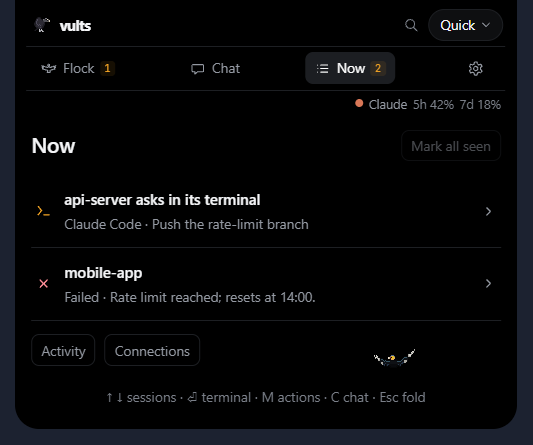 vults
Quick
Flock 1 Chat Now 2
Claude 5h 42% 7d 18%
Now
Mark all seen
api-server asks in its terminal
Claude Code · Push the rate-limit branch
mobile-app
Failed · Rate limit reached; resets at 14:00.
Activity Connections
↑↓ sessions · ⏎ terminal · M actions · C chat · Esc fold